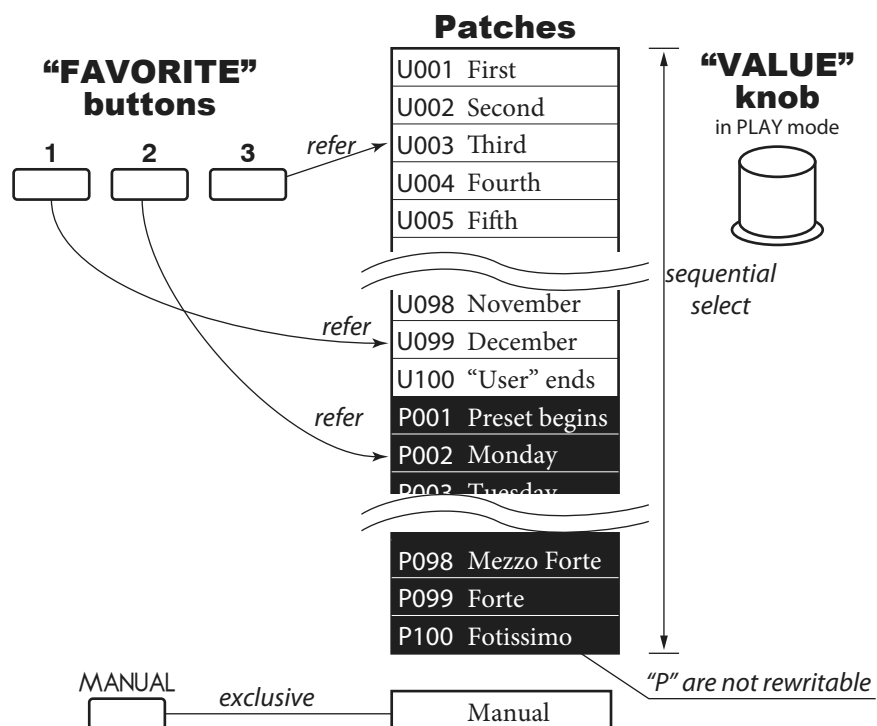 Patches
“FAVORITE”
buttons
1 2 3
refer
refer
refer
U001 First
U002 Second
U003 Third
U004 Fourth
U005 Fifth
U098 November
U099 December
U100 “User” ends
P001 Preset begins
P002 Monday
P003 Tuesday
P098 Mezzo Forte
P099 Forte
P100 Fotissimo
“VALUE”
knob
in PLAY mode
sequential
select
“P” are not rewritable
MANUAL
exclusive
Manual